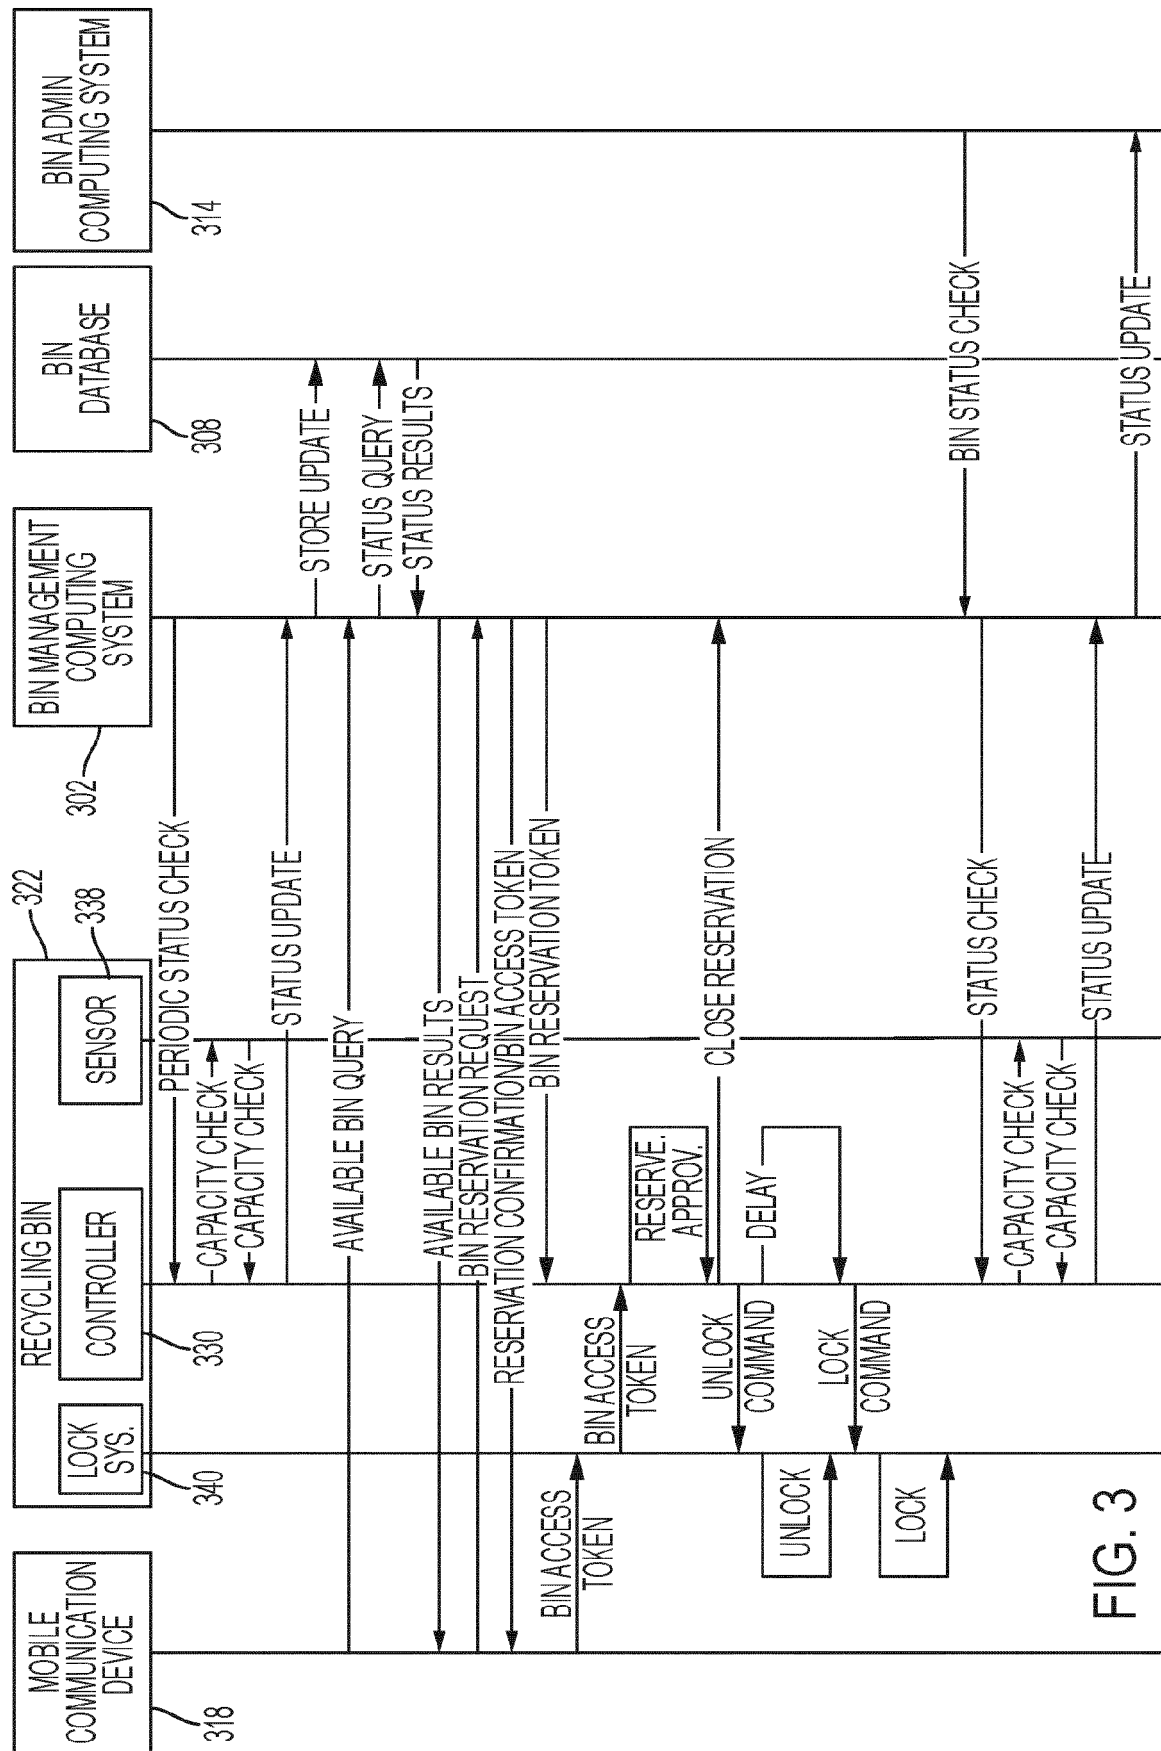 MOBILE
COMMUNICATION
DEVICE
318
RECYCLING BIN
322
LOCK
SYS.
340
CONTROLLER
330
SENSOR
338
BIN MANAGEMENT
COMPUTING
SYSTEM
302
BIN
DATABASE
308
BIN ADMIN
COMPUTING SYSTEM
314
PERIODIC STATUS CHECK
CAPACITY CHECK
CAPACITY CHECK
STATUS UPDATE
STORE UPDATE
AVAILABLE BIN QUERY
STATUS QUERY
STATUS RESULTS
AVAILABLE BIN RESULTS
BIN RESERVATION REQUEST
RESERVATION CONFIRMATION/BIN ACCESS TOKEN
BIN RESERVATION TOKEN
BIN ACCESS
TOKEN
BIN ACCESS
TOKEN
RESERVE.
APPROV.
CLOSE RESERVATION
UNLOCK
COMMAND
DELAY
UNLOCK
LOCK
COMMAND
LOCK
BIN STATUS CHECK
STATUS CHECK
CAPACITY CHECK
CAPACITY CHECK
STATUS UPDATE
STATUS UPDATE
FIG. 3